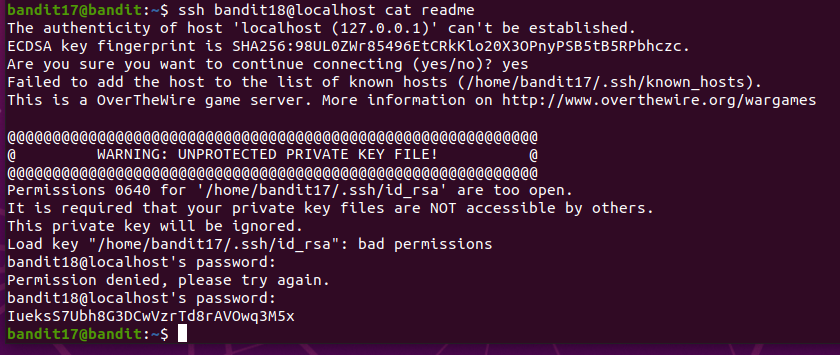 bandit17@bandit:~$ ssh bandit18@localhost cat readme
The authenticity of host 'localhost (127.0.0.1)' can't be established.
ECDSA key fingerprint is SHA256:98UL0ZWr85496EtCRkKlo20X3OPnyPSB5tB5RPbhczc.
Are you sure you want to continue connecting (yes/no)? yes
Failed to add the host to the list of known hosts (/home/bandit17/.ssh/known_hosts).
This is a OverTheWire game server. More information on http://www.overthewire.org/wargames
@@@@@@@@@@@@@@@@@@@@@@@@@@@@@@@@@@@@@@@@@@@@@@@@@@@@@@@@@@@
@         WARNING: UNPROTECTED PRIVATE KEY FILE!          @
@@@@@@@@@@@@@@@@@@@@@@@@@@@@@@@@@@@@@@@@@@@@@@@@@@@@@@@@@@@
Permissions 0640 for '/home/bandit17/.ssh/id_rsa' are too open.
It is required that your private key files are NOT accessible by others.
This private key will be ignored.
Load key "/home/bandit17/.ssh/id_rsa": bad permissions
bandit18@localhost's password:
Permission denied, please try again.
bandit18@localhost's password:
IueksS7Ubh8G3DCwVzrTd8rAVOwq3M5x
bandit17@bandit:~$